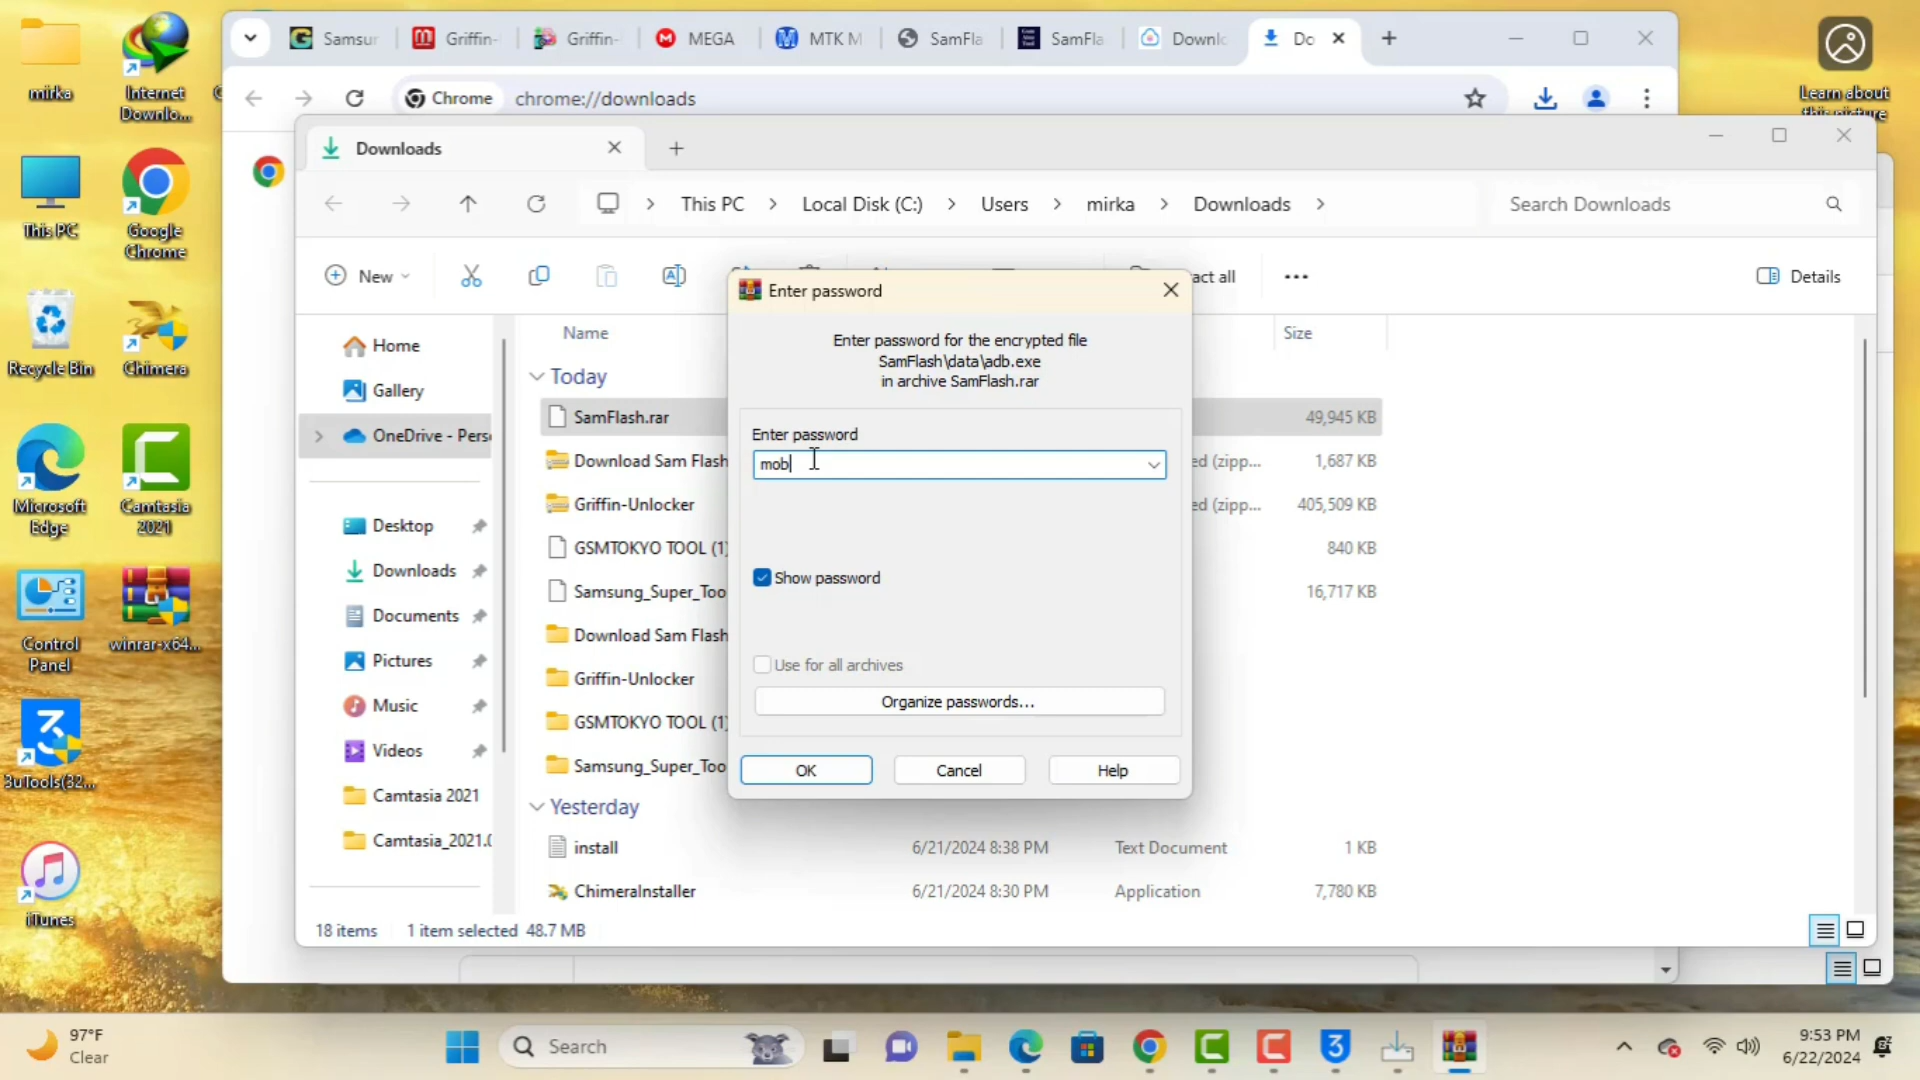 mirka
Internet
Downlo...
This PC
Google
Chrome
Recycle Bin
Chimera
Microsoft
Edge
Camtasia
2021
Control
Panel
winrar-x64...
3uTools(32...
iTunes
Learn about
this picture
Samsur
Griffin-
Griffin-
MEGA
MTK M
SamFla
SamFla
Downlo
Do
Chrome
chrome://downloads
Downloads
This PC
Local Disk (C:)
Users
mirka
Downloads
Search Downloads
New
act all
Details
Home
Gallery
OneDrive - Perso
Desktop
Downloads
Documents
Pictures
Music
Videos
Camtasia 2021
Camtasia_2021.0
Name
Size
Today
SamFlash.rar
49,945 KB
Download Sam Flash
ed (zipp...
1,687 KB
Griffin-Unlocker
ed (zipp...
405,509 KB
GSMTOKYO TOOL (1)
840 KB
Samsung_Super_Too
16,717 KB
Download Sam Flash
Griffin-Unlocker
GSMTOKYO TOOL (1)
Samsung_Super_Too
Yesterday
install
6/21/2024 8:38 PM
Text Document
1 KB
ChimeraInstaller
6/21/2024 8:30 PM
Application
7,780 KB
18 items
1 item selected 48.7 MB
Enter password
Enter password for the encrypted file
SamFlash\data\adb.exe
in archive SamFlash.rar
Enter password
mob
Show password
Use for all archives
Organize passwords...
OK
Cancel
Help
97°F
Clear
Search
9:53 PM
6/22/2024